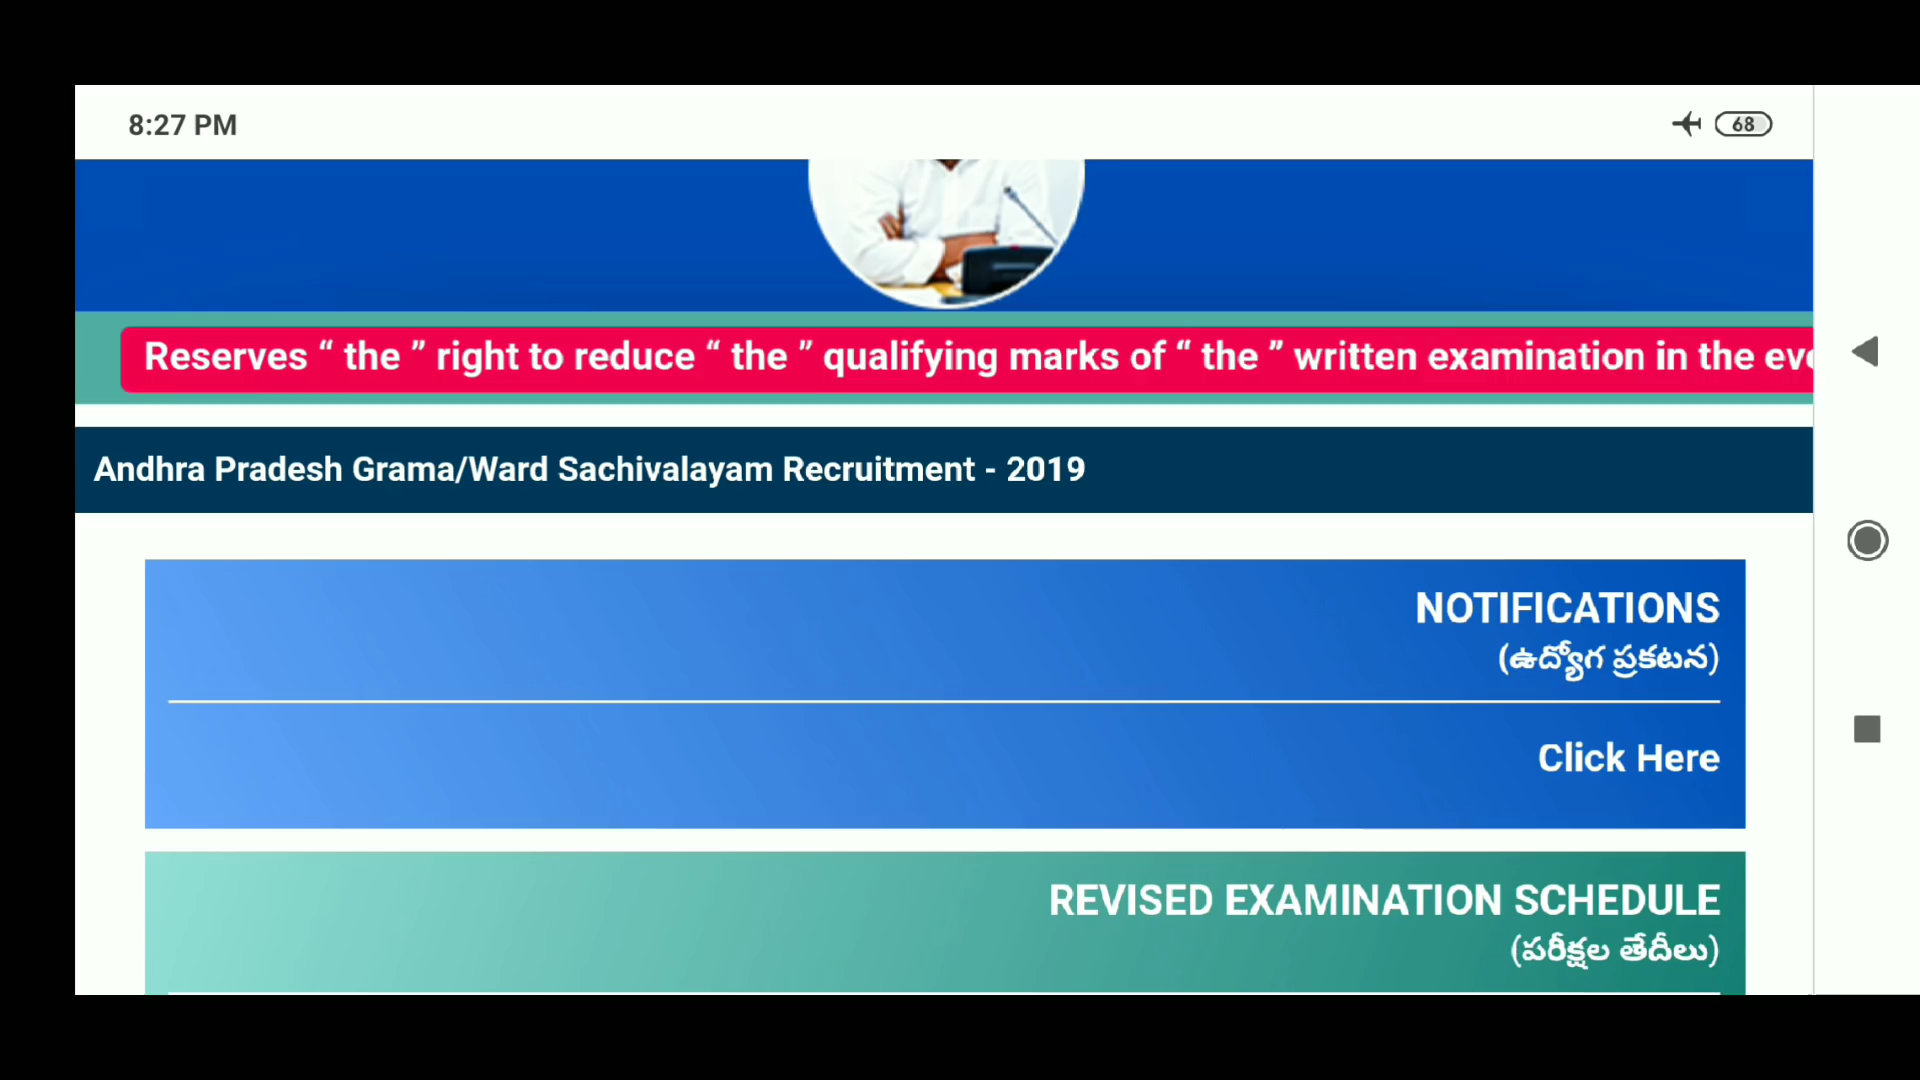 8:27 PM
68
Reserves “ the ” right to reduce “ the ” qualifying marks of “ the ” written examination in the
Andhra Pradesh Grama/Ward Sachivalayam Recruitment - 2019
NOTIFICATIONS
(ఉద్యోగ ప్రకటన)
Click Here
REVISED EXAMINATION SCHEDULE
(పరీక్షల తేదీలు)